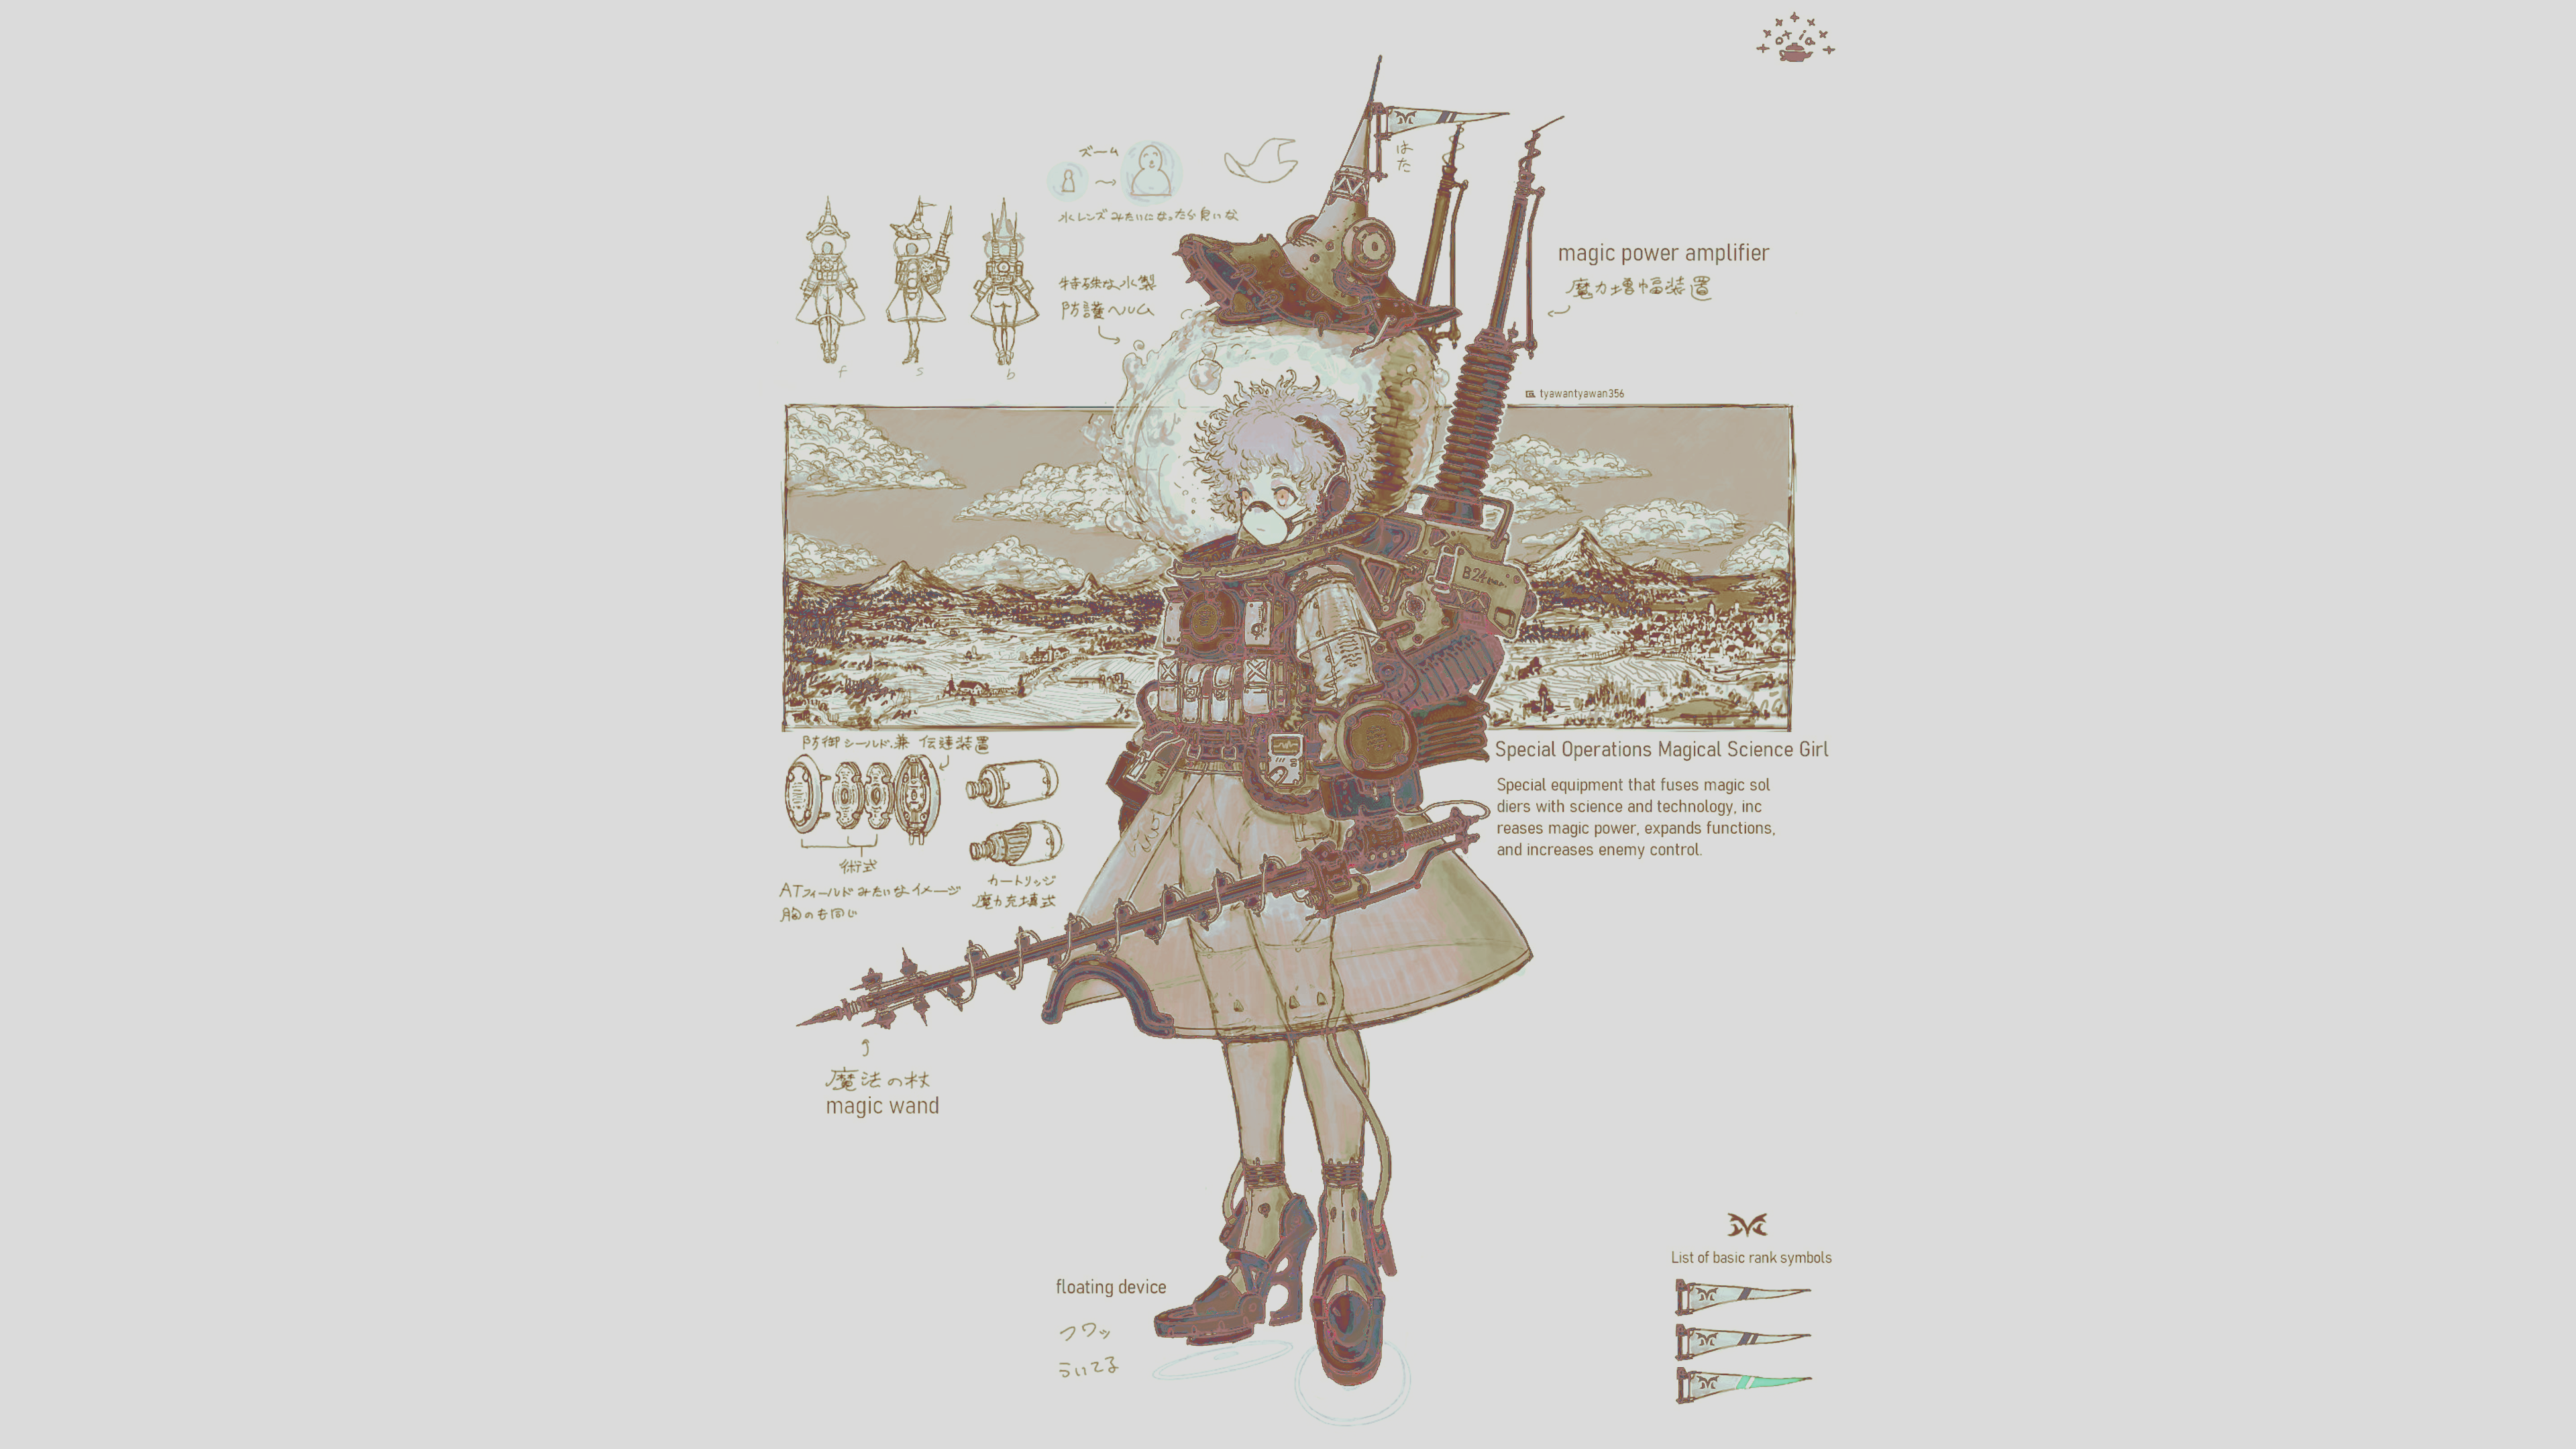 otia
はた
ズーム
水レンズみたいになったら良いな
magic power amplifier
魔力増幅装置
特殊な水製
防護ヘルム
f s b
tyawantyawan356
防御シールド兼 伝達装置
Special Operations Magical Science Girl
Special equipment that fuses magic sol
diers with science and technology, inc
reases magic power, expands functions,
and increases enemy control.
術式
ATフィールドみたいなイメージ
胸のも同じ
カートリッジ
魔力充填式
魔法の杖
magic wand
floating device
フワッ
ういてる
List of basic rank symbols